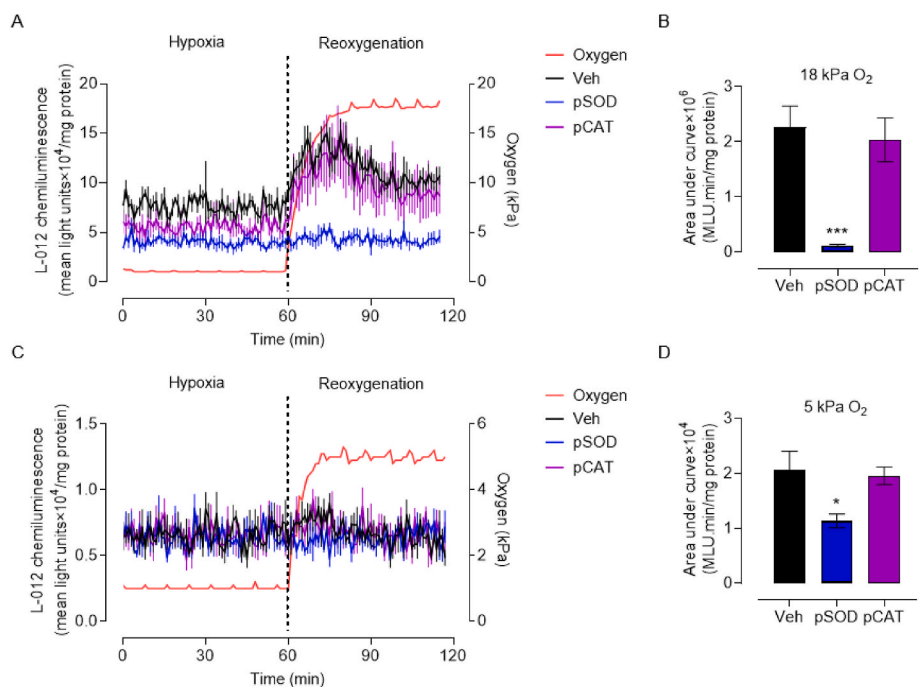 A
Hypoxia
Reoxygenation
L-012 chemiluminescence
(mean light units×10⁴/mg protein)
20
15
10
5
0
20
15
10
5
0
Oxygen (kPa)
0
30
60
90
120
Time (min)
Oxygen
Veh
pSOD
pCAT
B
18 kPa O₂
Area under curve×10⁶
(MLU.min/mg protein)
3
2
1
0
***
Veh
pSOD
pCAT
C
Hypoxia
Reoxygenation
L-012 chemiluminescence
(mean light units×10⁴/mg protein)
1.5
1.0
0.5
0.0
6
4
2
0
Oxygen (kPa)
0
30
60
90
120
Time (min)
Oxygen
Veh
pSOD
pCAT
D
5 kPa O₂
Area under curve×10⁴
(MLU.min/mg protein)
3
2
1
0
*
Veh
pSOD
pCAT